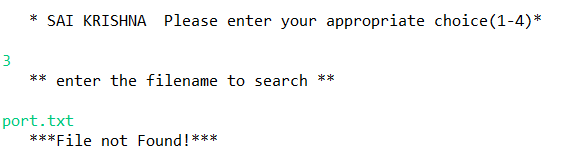 * SAI KRISHNA  Please enter your appropriate choice(1-4)*
3
** enter the filename to search **
port.txt
***File not Found!***